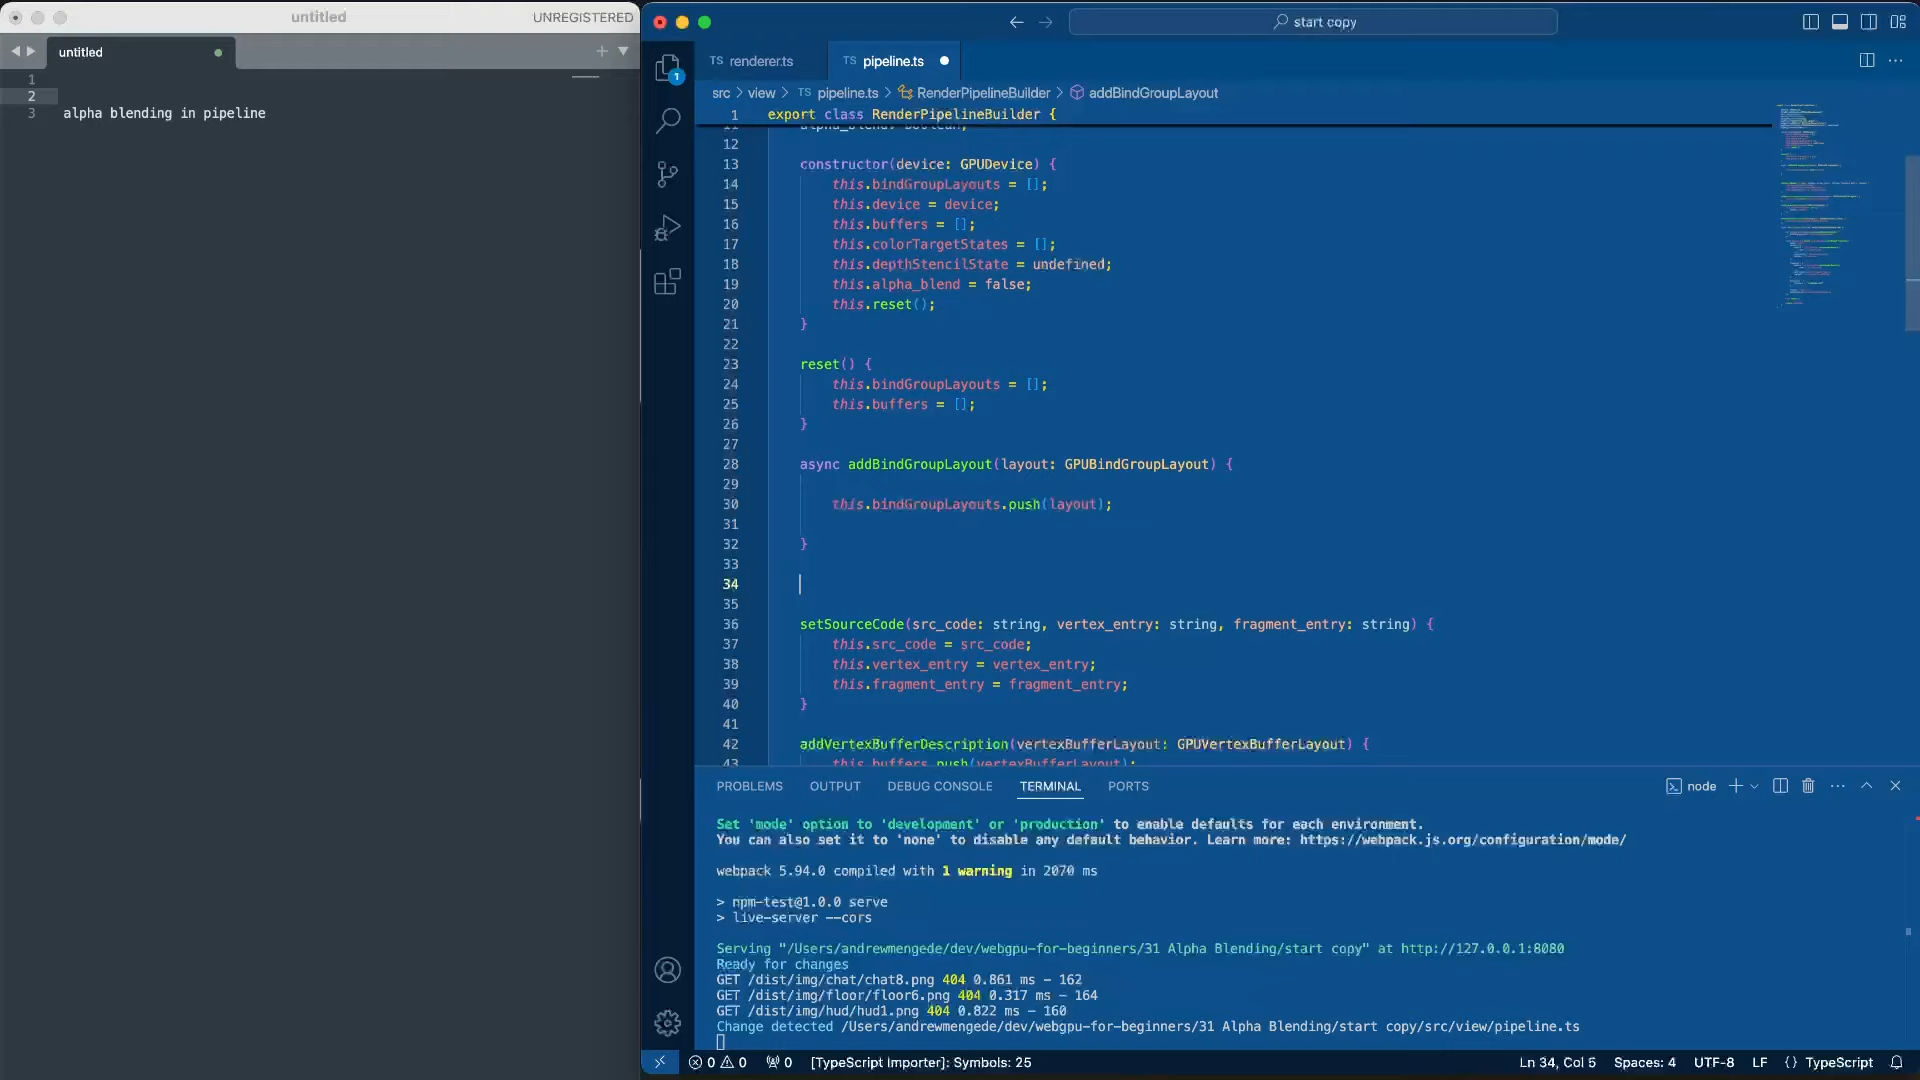 untitled
UNREGISTERED
untitled
1
2
3 alpha blending in pipeline
start copy
TS renderer.ts
TS pipeline.ts
1
src > view > TS pipeline.ts > RenderPipelineBuilder > addBindGroupLayout
1 export class RenderPipelineBuilder {
11 alpha_blend: boolean;
12
13 constructor(device: GPUDevice) {
14 this.bindGroupLayouts = [];
15 this.device = device;
16 this.buffers = [];
17 this.colorTargetStates = [];
18 this.depthStencilState = undefined;
19 this.alpha_blend = false;
20 this.reset();
21 }
22
23 reset() {
24 this.bindGroupLayouts = [];
25 this.buffers = [];
26 }
27
28 async addBindGroupLayout(layout: GPUBindGroupLayout) {
29
30 this.bindGroupLayouts.push(layout);
31
32 }
33
34
35
36 setSourceCode(src_code: string, vertex_entry: string, fragment_entry: string) {
37 this.src_code = src_code;
38 this.vertex_entry = vertex_entry;
39 this.fragment_entry = fragment_entry;
40 }
41
42 addVertexBufferDescription(vertexBufferLayout: GPUVertexBufferLayout) {
43 this.buffers.push(vertexBufferLayout);
PROBLEMS OUTPUT DEBUG CONSOLE TERMINAL PORTS
node
Set 'mode' option to 'development' or 'production' to enable defaults for each environment.
You can also set it to 'none' to disable any default behavior. Learn more: https://webpack.js.org/configuration/mode/
webpack 5.94.0 compiled with 1 warning in 2070 ms
> npm-test@1.0.0 serve
> live-server --cors
Serving "/Users/andrewmengede/dev/webgpu-for-beginners/31 Alpha Blending/start copy" at http://127.0.0.1:8080
Ready for changes
GET /dist/img/chat/chat8.png 404 0.861 ms - 162
GET /dist/img/floor/floor6.png 404 0.317 ms - 164
GET /dist/img/hud/hud1.png 404 0.822 ms - 160
Change detected /Users/andrewmengede/dev/webgpu-for-beginners/31 Alpha Blending/start copy/src/view/pipeline.ts
0 0 0 [TypeScript Importer]: Symbols: 25 Ln 34, Col 5 Spaces: 4 UTF-8 LF {} TypeScript